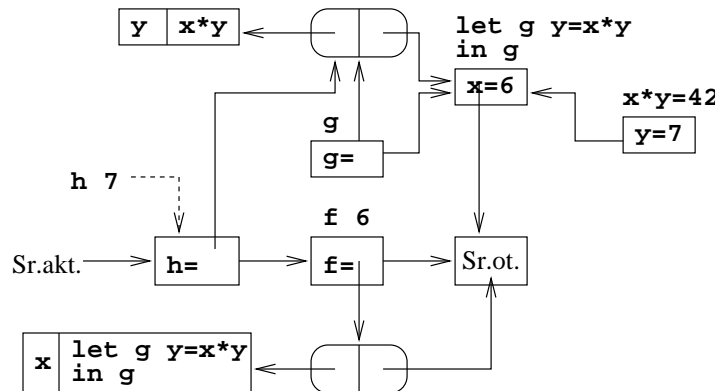 y x*y
let g y=x*y
in g
x=6
x*y=42
y=7
g
g=
h 7
f 6
Sr.akt.
h=
f=
Sr.ot.
x let g y=x*y
in g